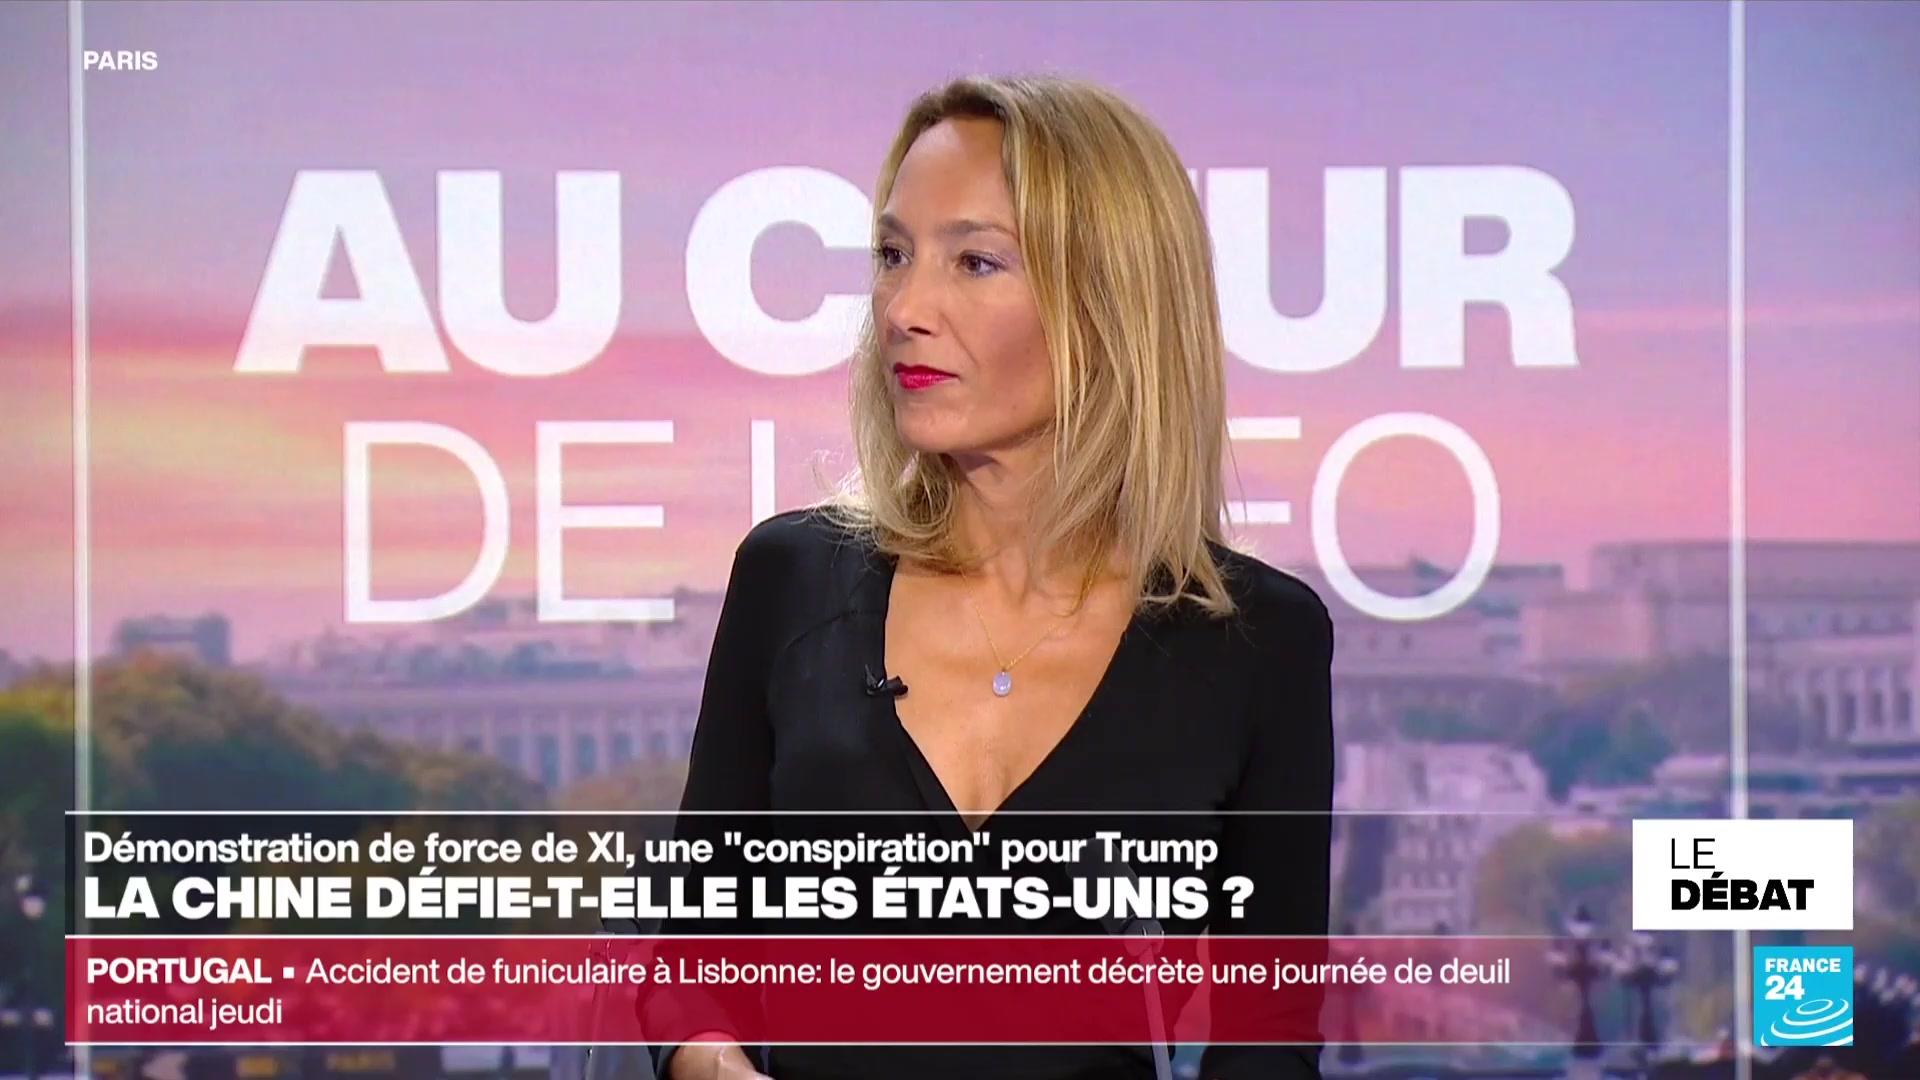 PARIS
AU C UR
DE L' FO
Démonstration de force de XI, une "conspiration" pour Trump
LA CHINE DÉFIE-T-ELLE LES ÉTATS-UNIS ?
LE
DÉBAT
PORTUGAL ▪ Accident de funiculaire à Lisbonne: le gouvernement décrète une journée de deuil
national jeudi
FRANCE
24
PARIS